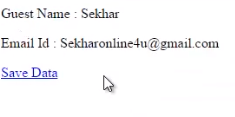 Guest Name : Sekhar
Email Id : Sekharonline4u@gmail.com
Save Data